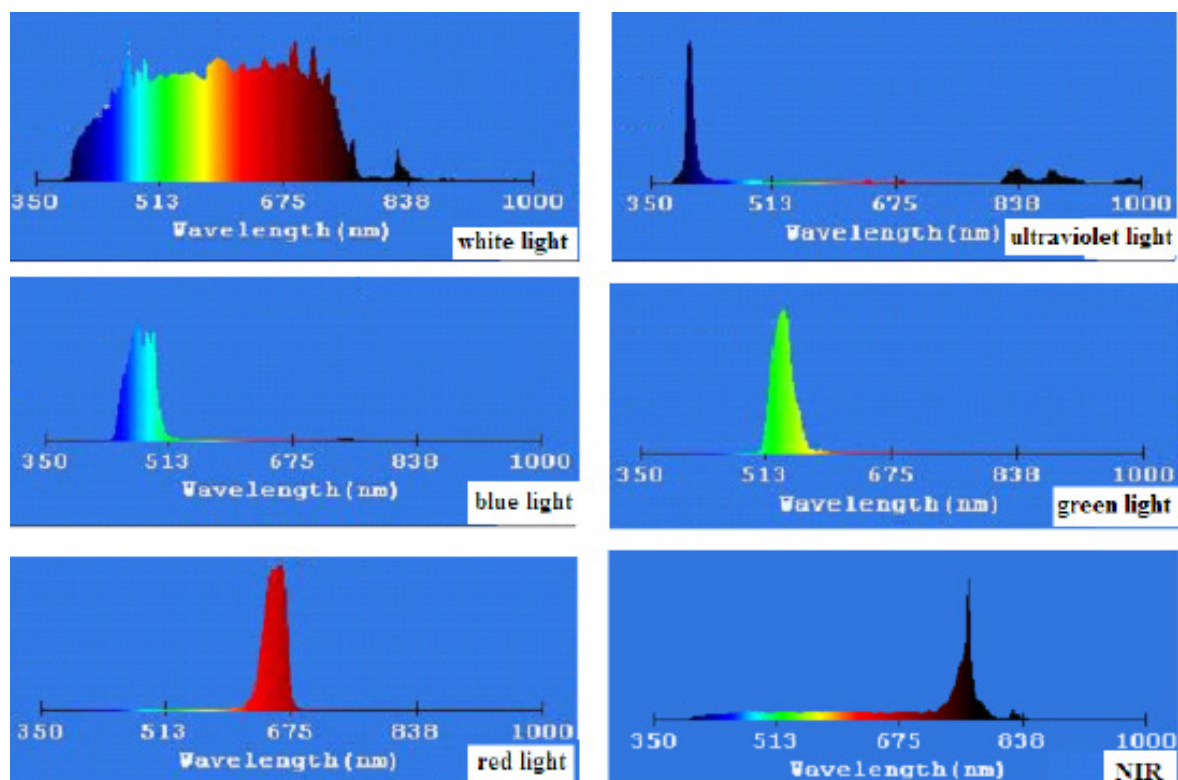 350 513 675 838 1000
Wavelength(nm)
white light
350 513 675 838 1000
Wavelength(nm)
ultraviolet light
350 513 675 838 1000
Wavelength(nm)
blue light
350 513 675 838 1000
Wavelength(nm)
green light
350 513 675 838 1000
Wavelength(nm)
red light
350 513 675 838 1000
Wavelength(nm)
NIR